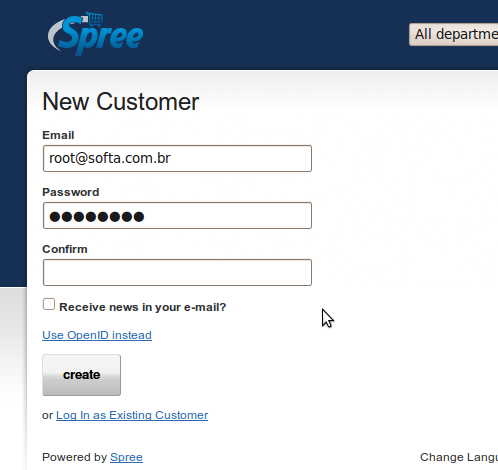 Spree
All departme
New Customer
Email
root@softa.com.br
Password
Confirm
Receive news in your e-mail?
Use OpenID instead
create
or Log In as Existing Customer
Powered by Spree
Change Langu